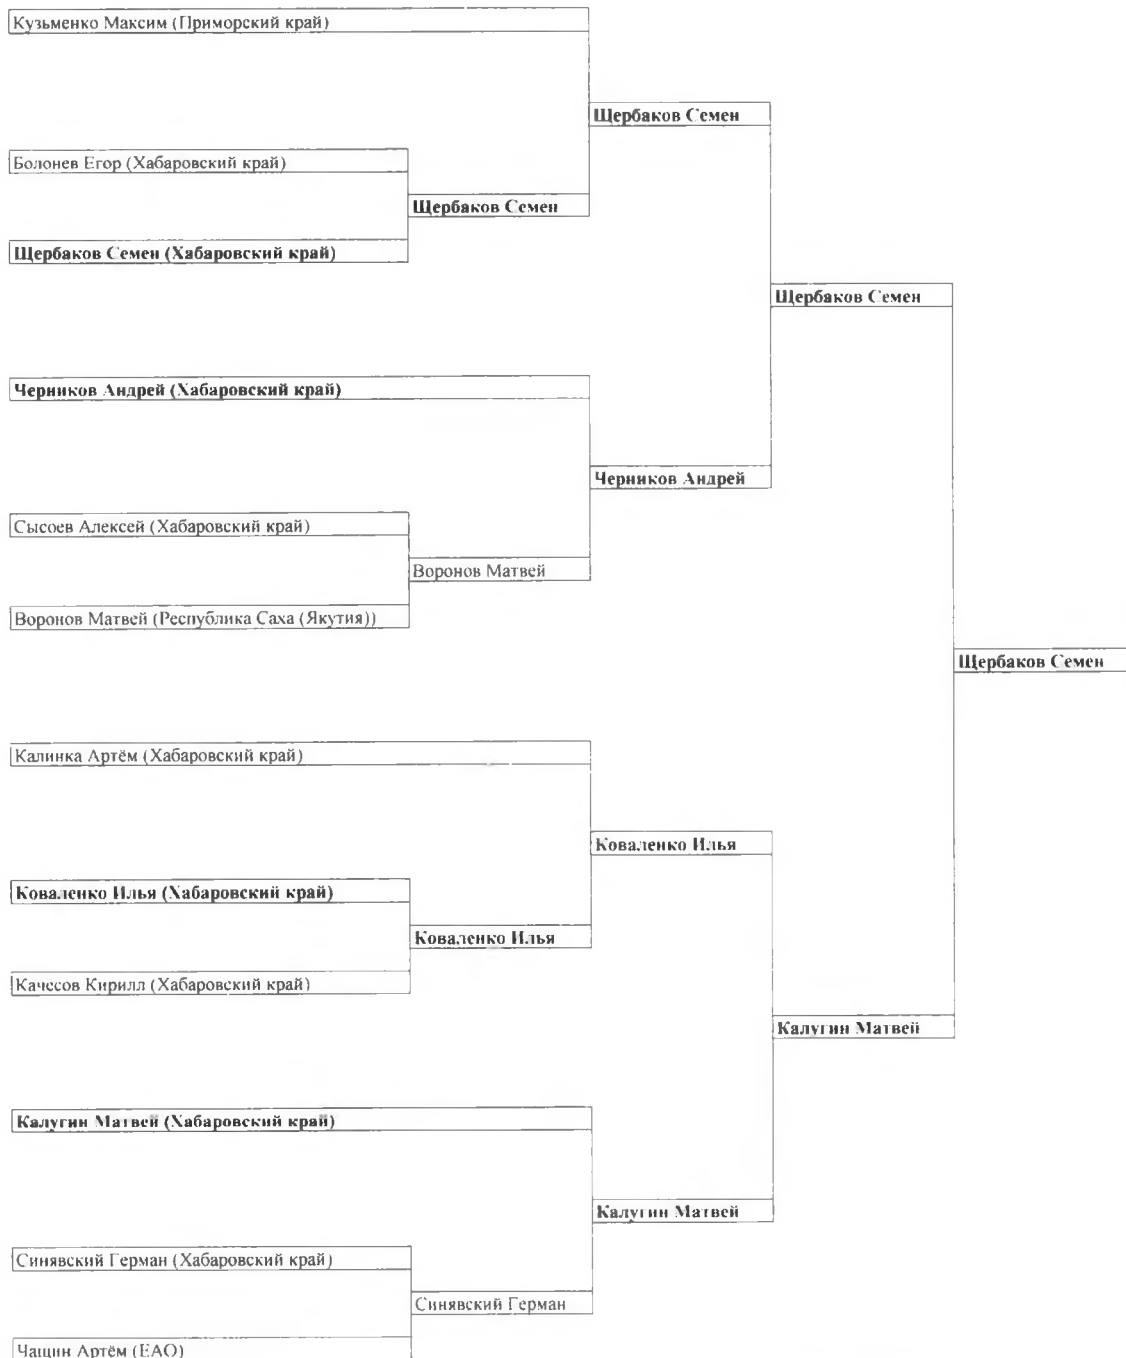 Кузьменко Максим (Приморский край)
Щербаков Семен
Болонев Егор (Хабаровский край)
Щербаков Семен
Щербаков Семен (Хабаровский край)
Щербаков Семен
Черников Андрей (Хабаровский край)
Черников Андрей
Сысоев Алексей (Хабаровский край)
Воронов Матвей
Воронов Матвей (Республика Саха (Якутия))
Щербаков Семен
Калинка Артём (Хабаровский край)
Коваленко Илья
Коваленко Илья (Хабаровский край)
Коваленко Илья
Качесов Кирилл (Хабаровский край)
Калугин Матвей
Калугин Матвей (Хабаровский край)
Калугин Матвей
Синявский Герман (Хабаровский край)
Синявский Герман
Чащин Артём (ЕАО)